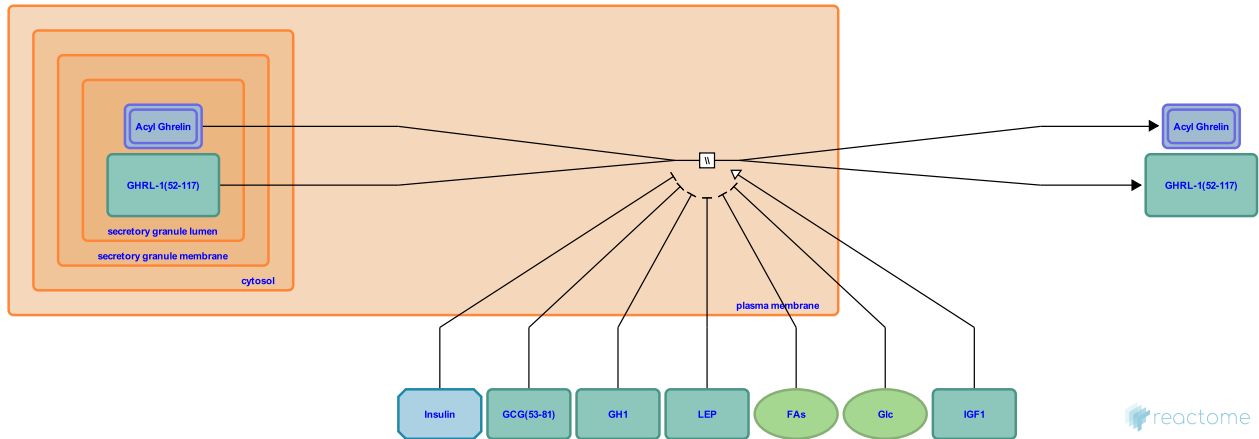 Acyl Ghrelin
GHRL-1(52-117)
secretory granule lumen
secretory granule membrane
cytosol
plasma membrane
\\
Acyl Ghrelin
GHRL-1(52-117)
Insulin
GCG(53-81)
GH1
LEP
FAs
Glc
IGF1
reactome